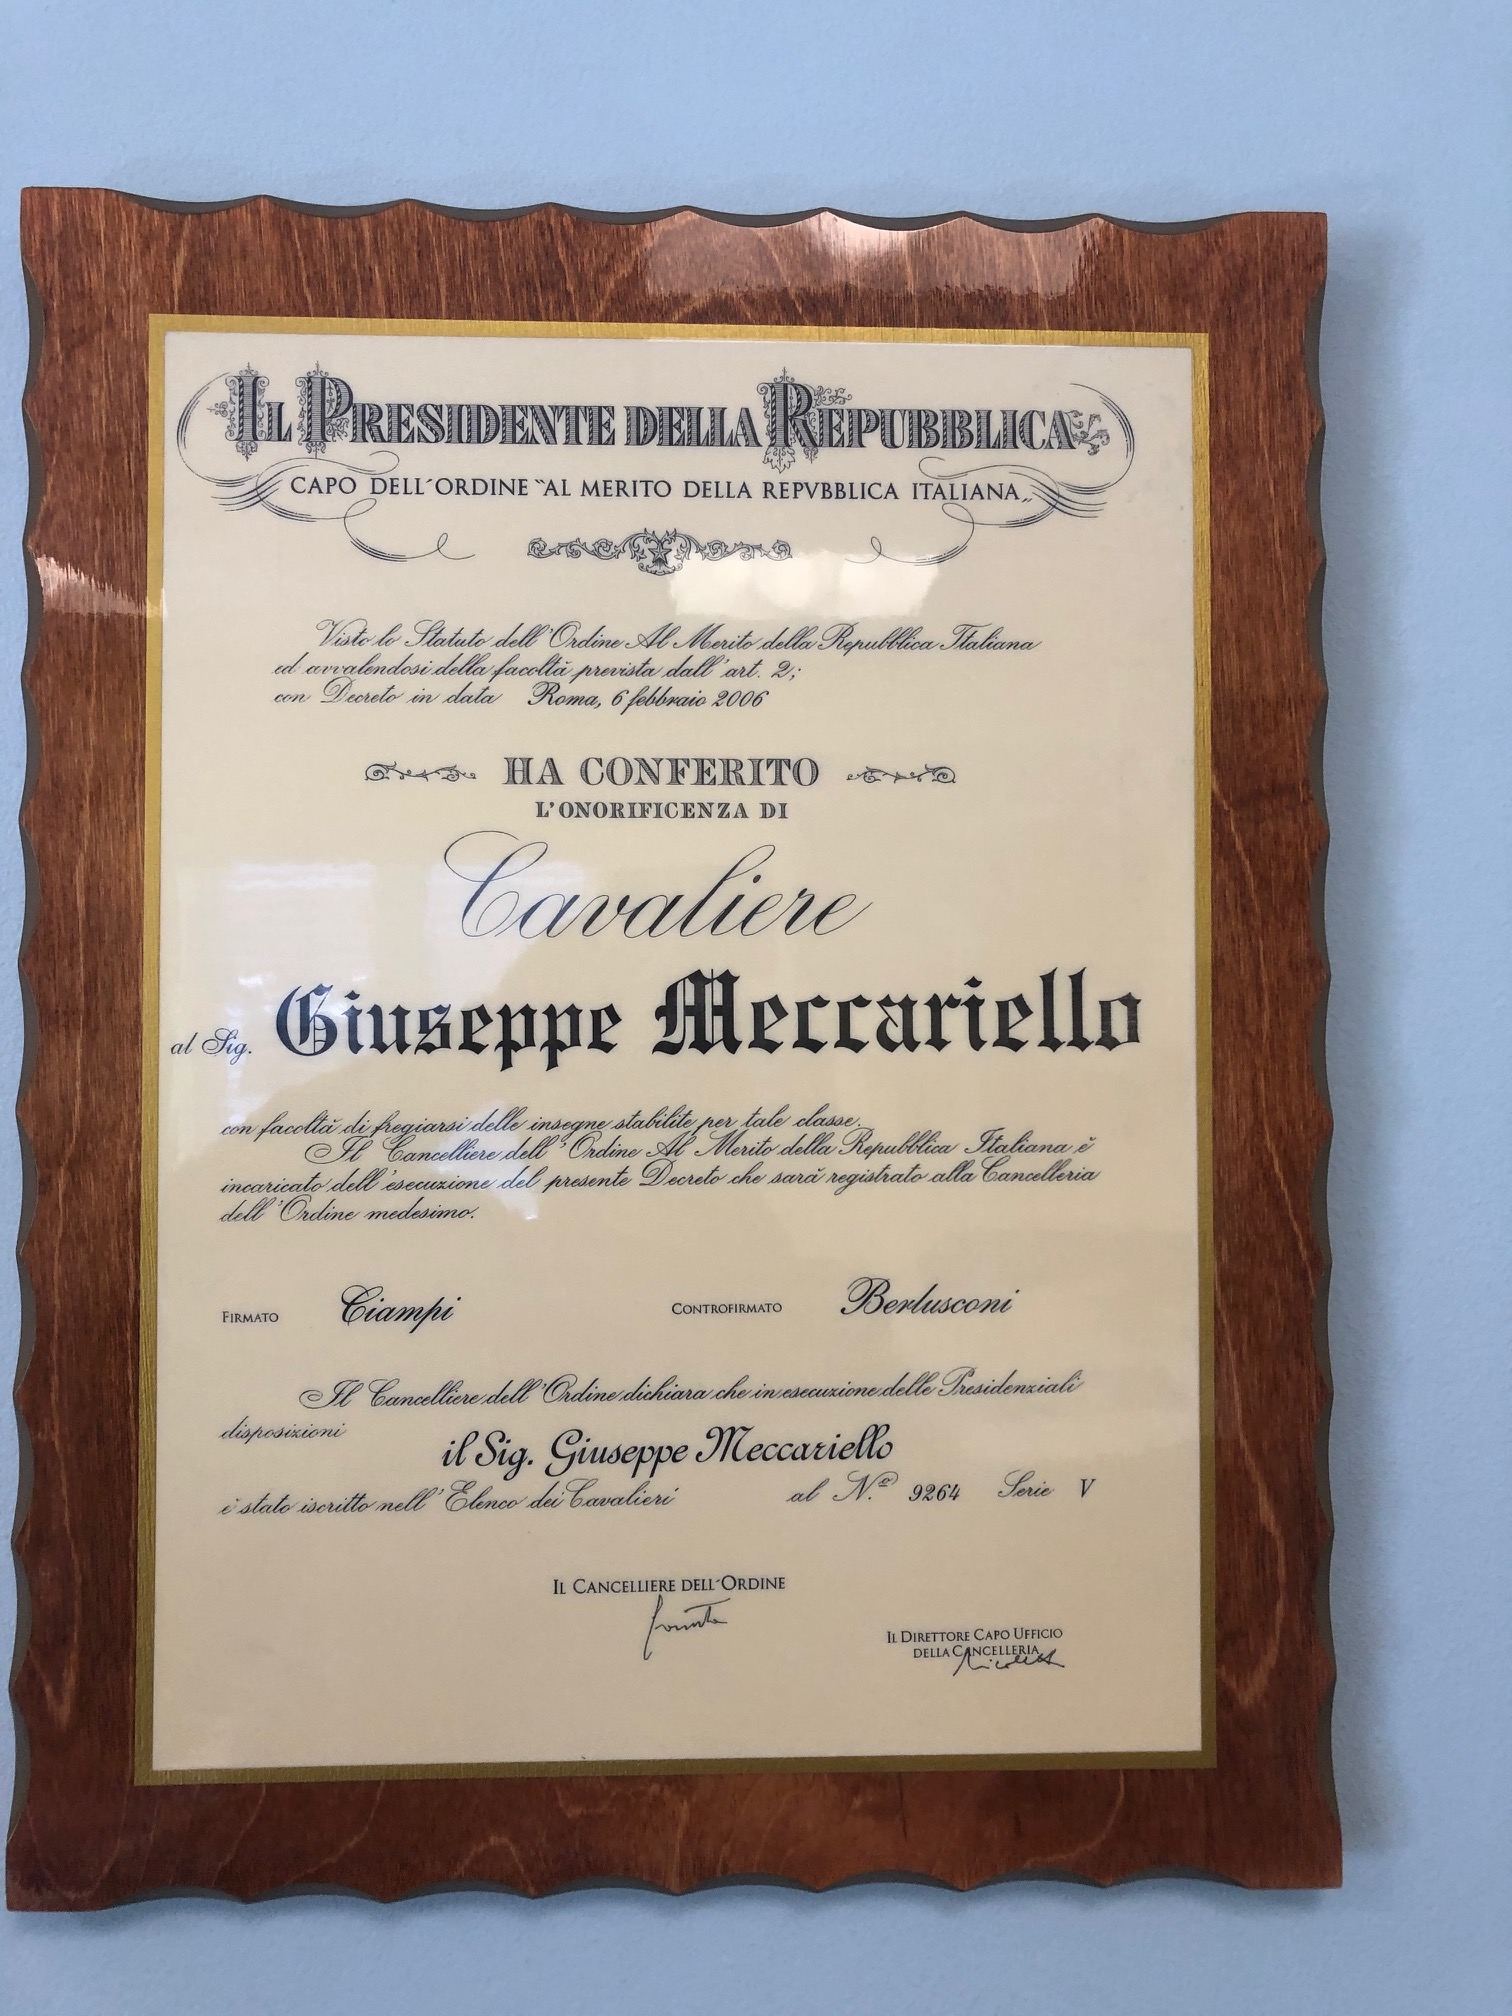 IL PRESIDENTE DELLA REPUBBLICA
CAPO DELL'ORDINE "AL MERITO DELLA REPVBBLICA ITALIANA„
Visto lo Statuto dell'Ordine Al Merito della Repubblica Italiana
ed avvalendosi della facoltà prevista dall'art. 2;
con Decreto in data Roma, 6 febbraio 2006
HA CONFERITO
L'ONORIFICENZA DI
Cavaliere
al Sig. Giuseppe Meccariello
con facoltà di fregiarsi delle insegne stabilite per tale classe.
Il Cancelliere dell'Ordine Al Merito della Repubblica Italiana è
incaricato dell'esecuzione del presente Decreto che sarà registrato alla Cancelleria
dell'Ordine medesimo.
FIRMATO Ciampi CONTROFIRMATO Berlusconi
Il Cancelliere dell'Ordine dichiara che in esecuzione delle Presidenziali
disposizioni
il Sig. Giuseppe Meccariello
è stato iscritto nell'Elenco dei Cavalieri al N.ro 9264 Serie V
IL CANCELLIERE DELL'ORDINE
IL DIRETTORE CAPO UFFICIO
DELLA CANCELLERIA